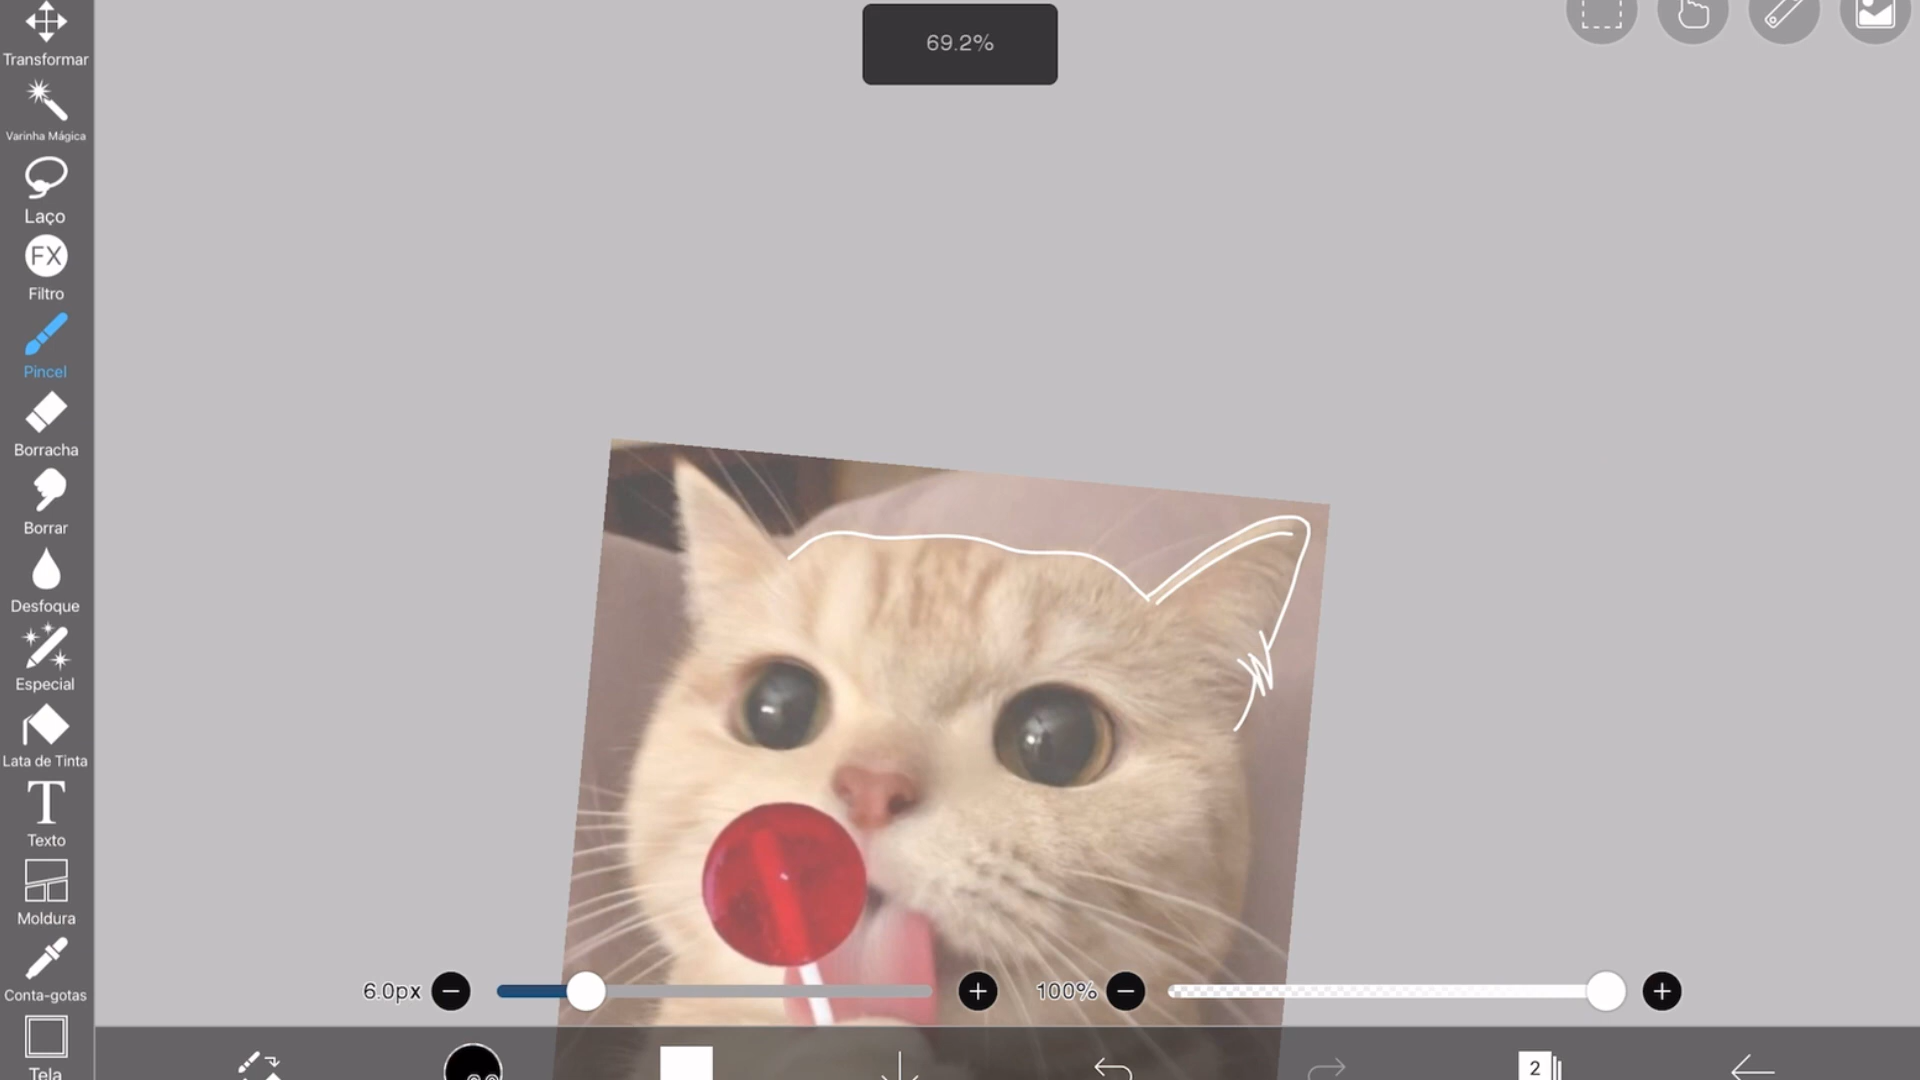 69.2%
Transformar
Varinha Mágica
Laço
FX
Filtro
Pincel
Borracha
Borrar
Desfoque
Especial
Lata de Tinta
T
Texto
Moldura
Conta-gotas
6.0px
100%
Tela
2